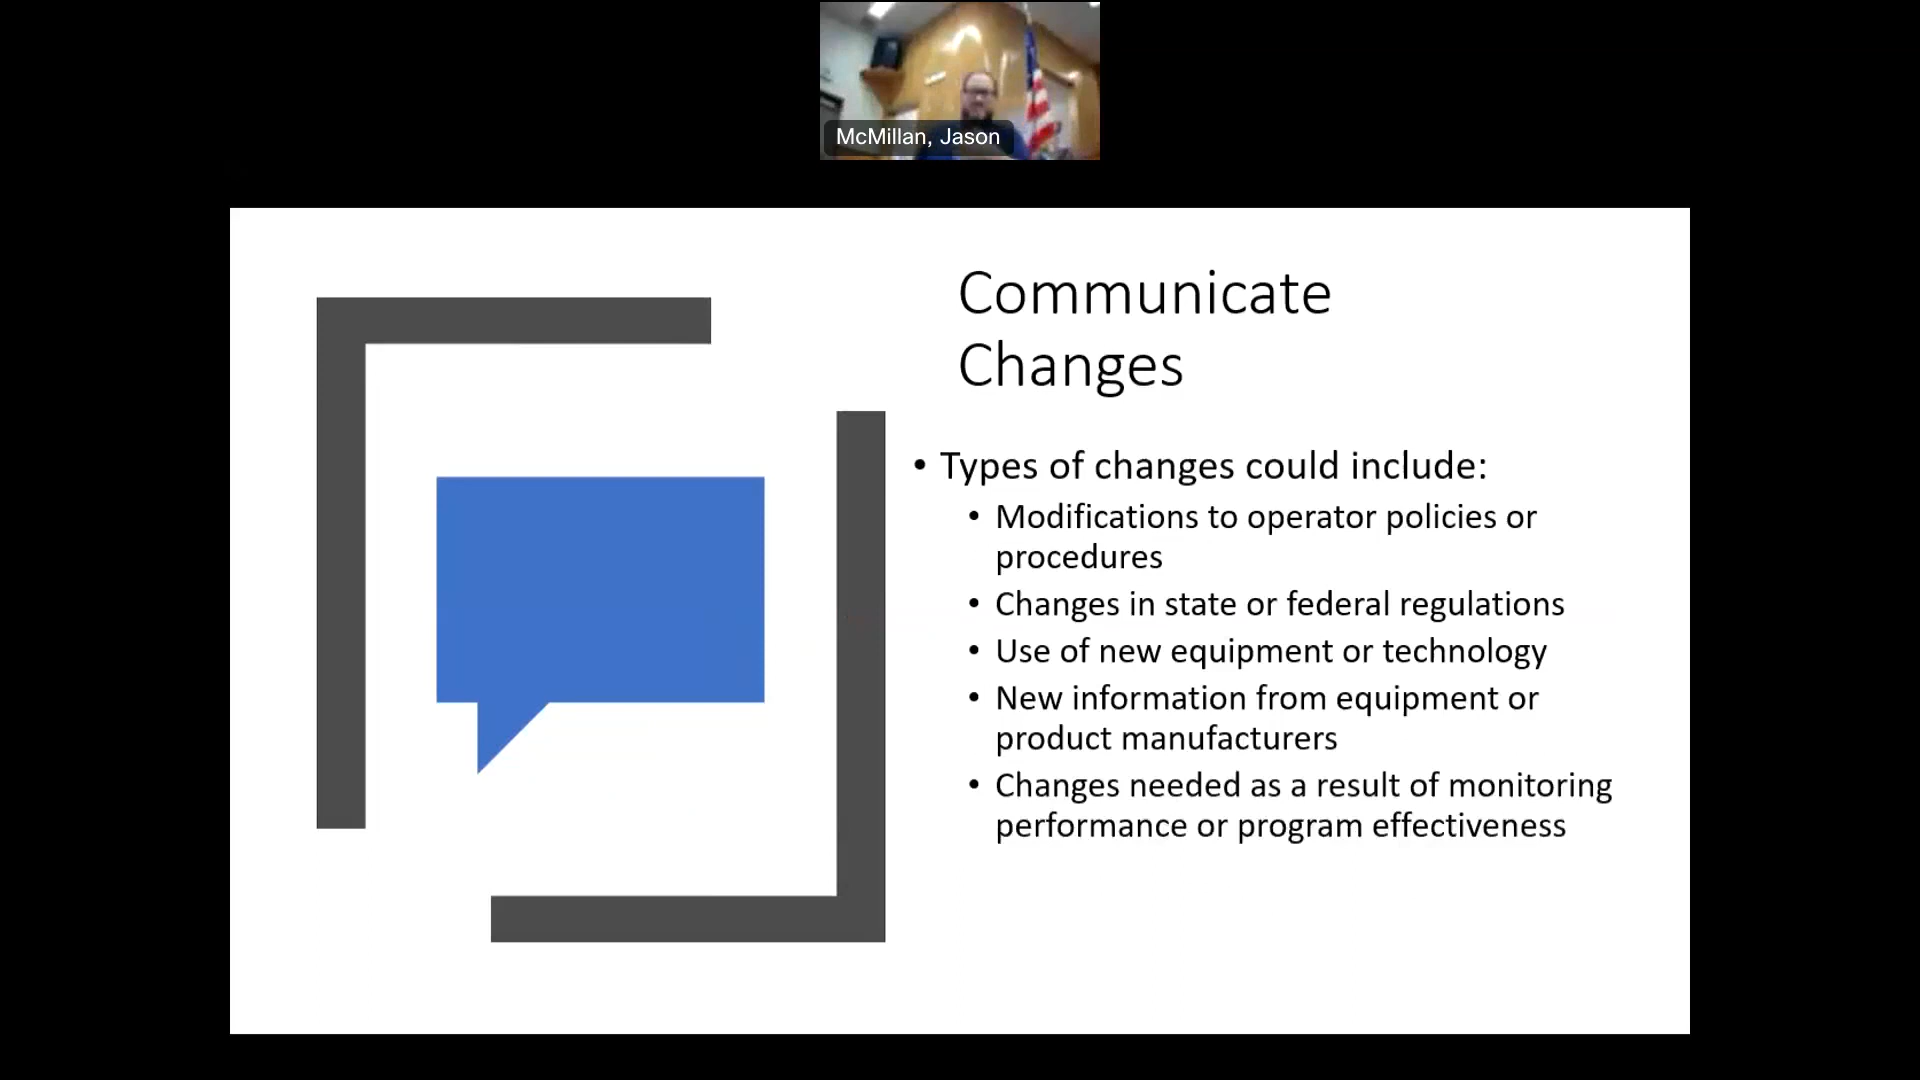 McMillan, Jason
Communicate
Changes
• Types of changes could include:
• Modifications to operator policies or
procedures
• Changes in state or federal regulations
• Use of new equipment or technology
• New information from equipment or
product manufacturers
• Changes needed as a result of monitoring
performance or program effectiveness